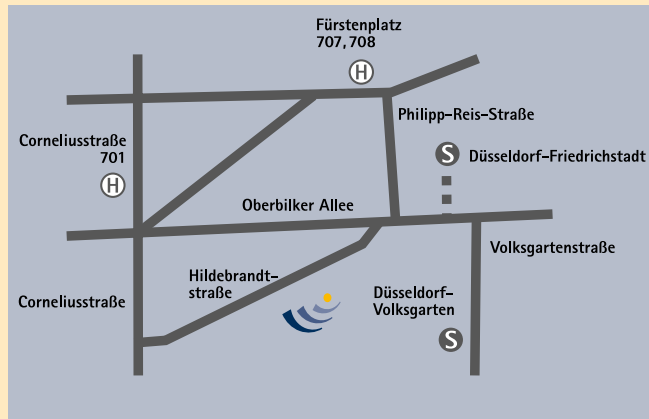 Fürstenplatz
707, 708
H
Philipp-Reis-Straße
Corneliusstraße
701
H
S
Düsseldorf-Friedrichstadt
Oberbilker Allee
Volksgartenstraße
Hildebrandt-
straße
Corneliusstraße
Düsseldorf-
Volksgarten
S